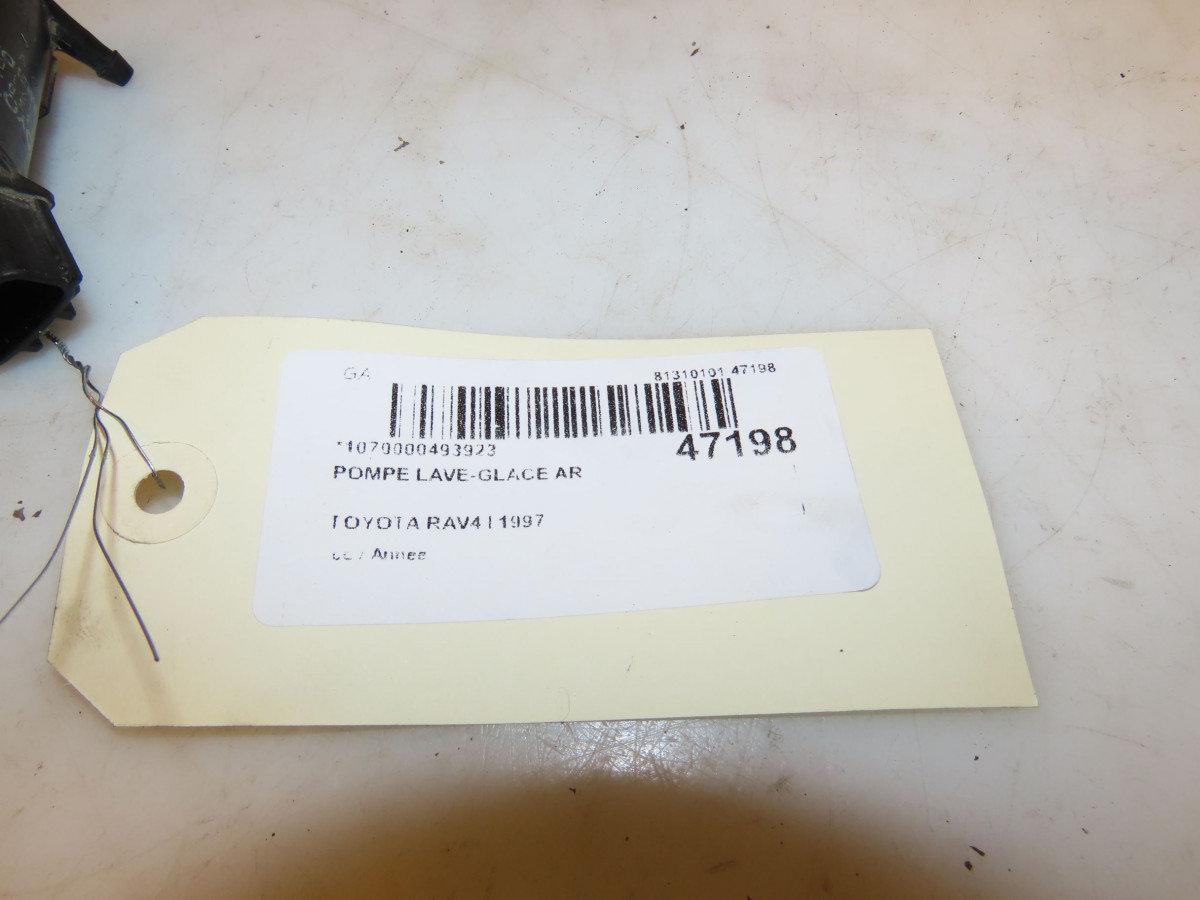 GA
81310101 47198
*1070000493923
47198
POMPE LAVE-GLACE AR
TOYOTA RAV4 I 1997
/ Annee